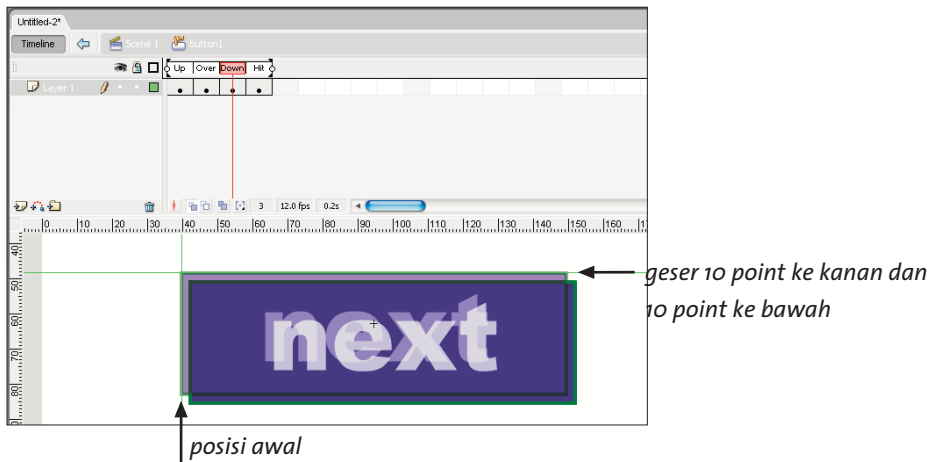 Untitled-2*
Timeline Scene 1 button1
Up Over Down Hit
Layer 1
3 12.0 fps 0.2s
0 10 20 30 40 50 60 70 80 90 100 110 120 130 140 150 160
40
50
60
70
80
next
geser 10 point ke kanan dan
10 point ke bawah
posisi awal